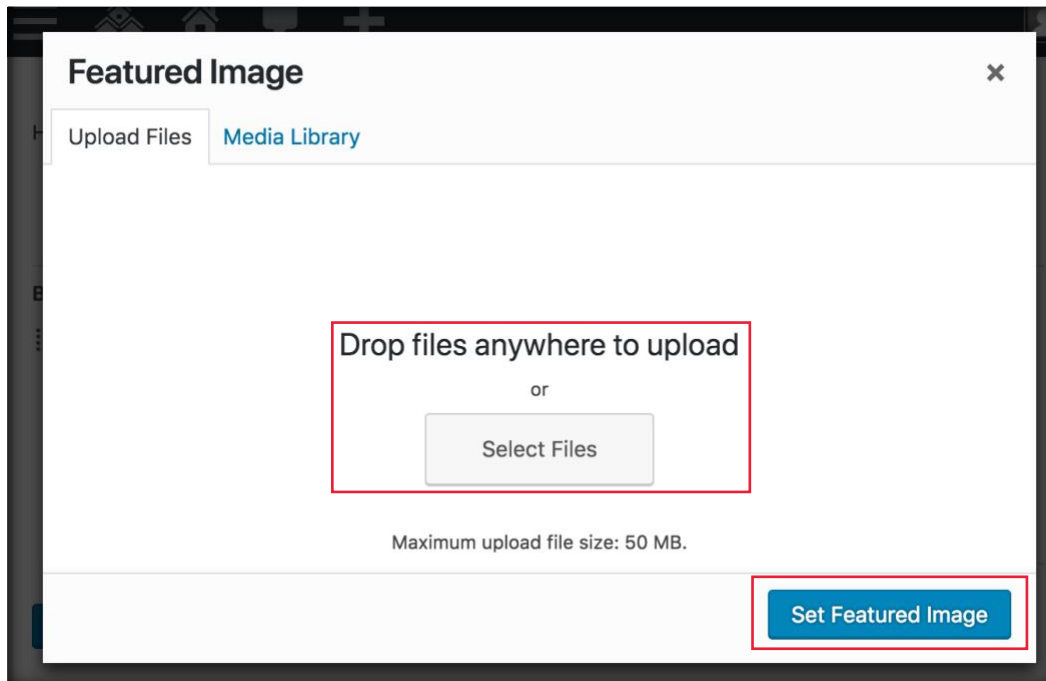 Featured Image
×
Upload Files Media Library
Drop files anywhere to upload
or
Select Files
Maximum upload file size: 50 MB.
Set Featured Image